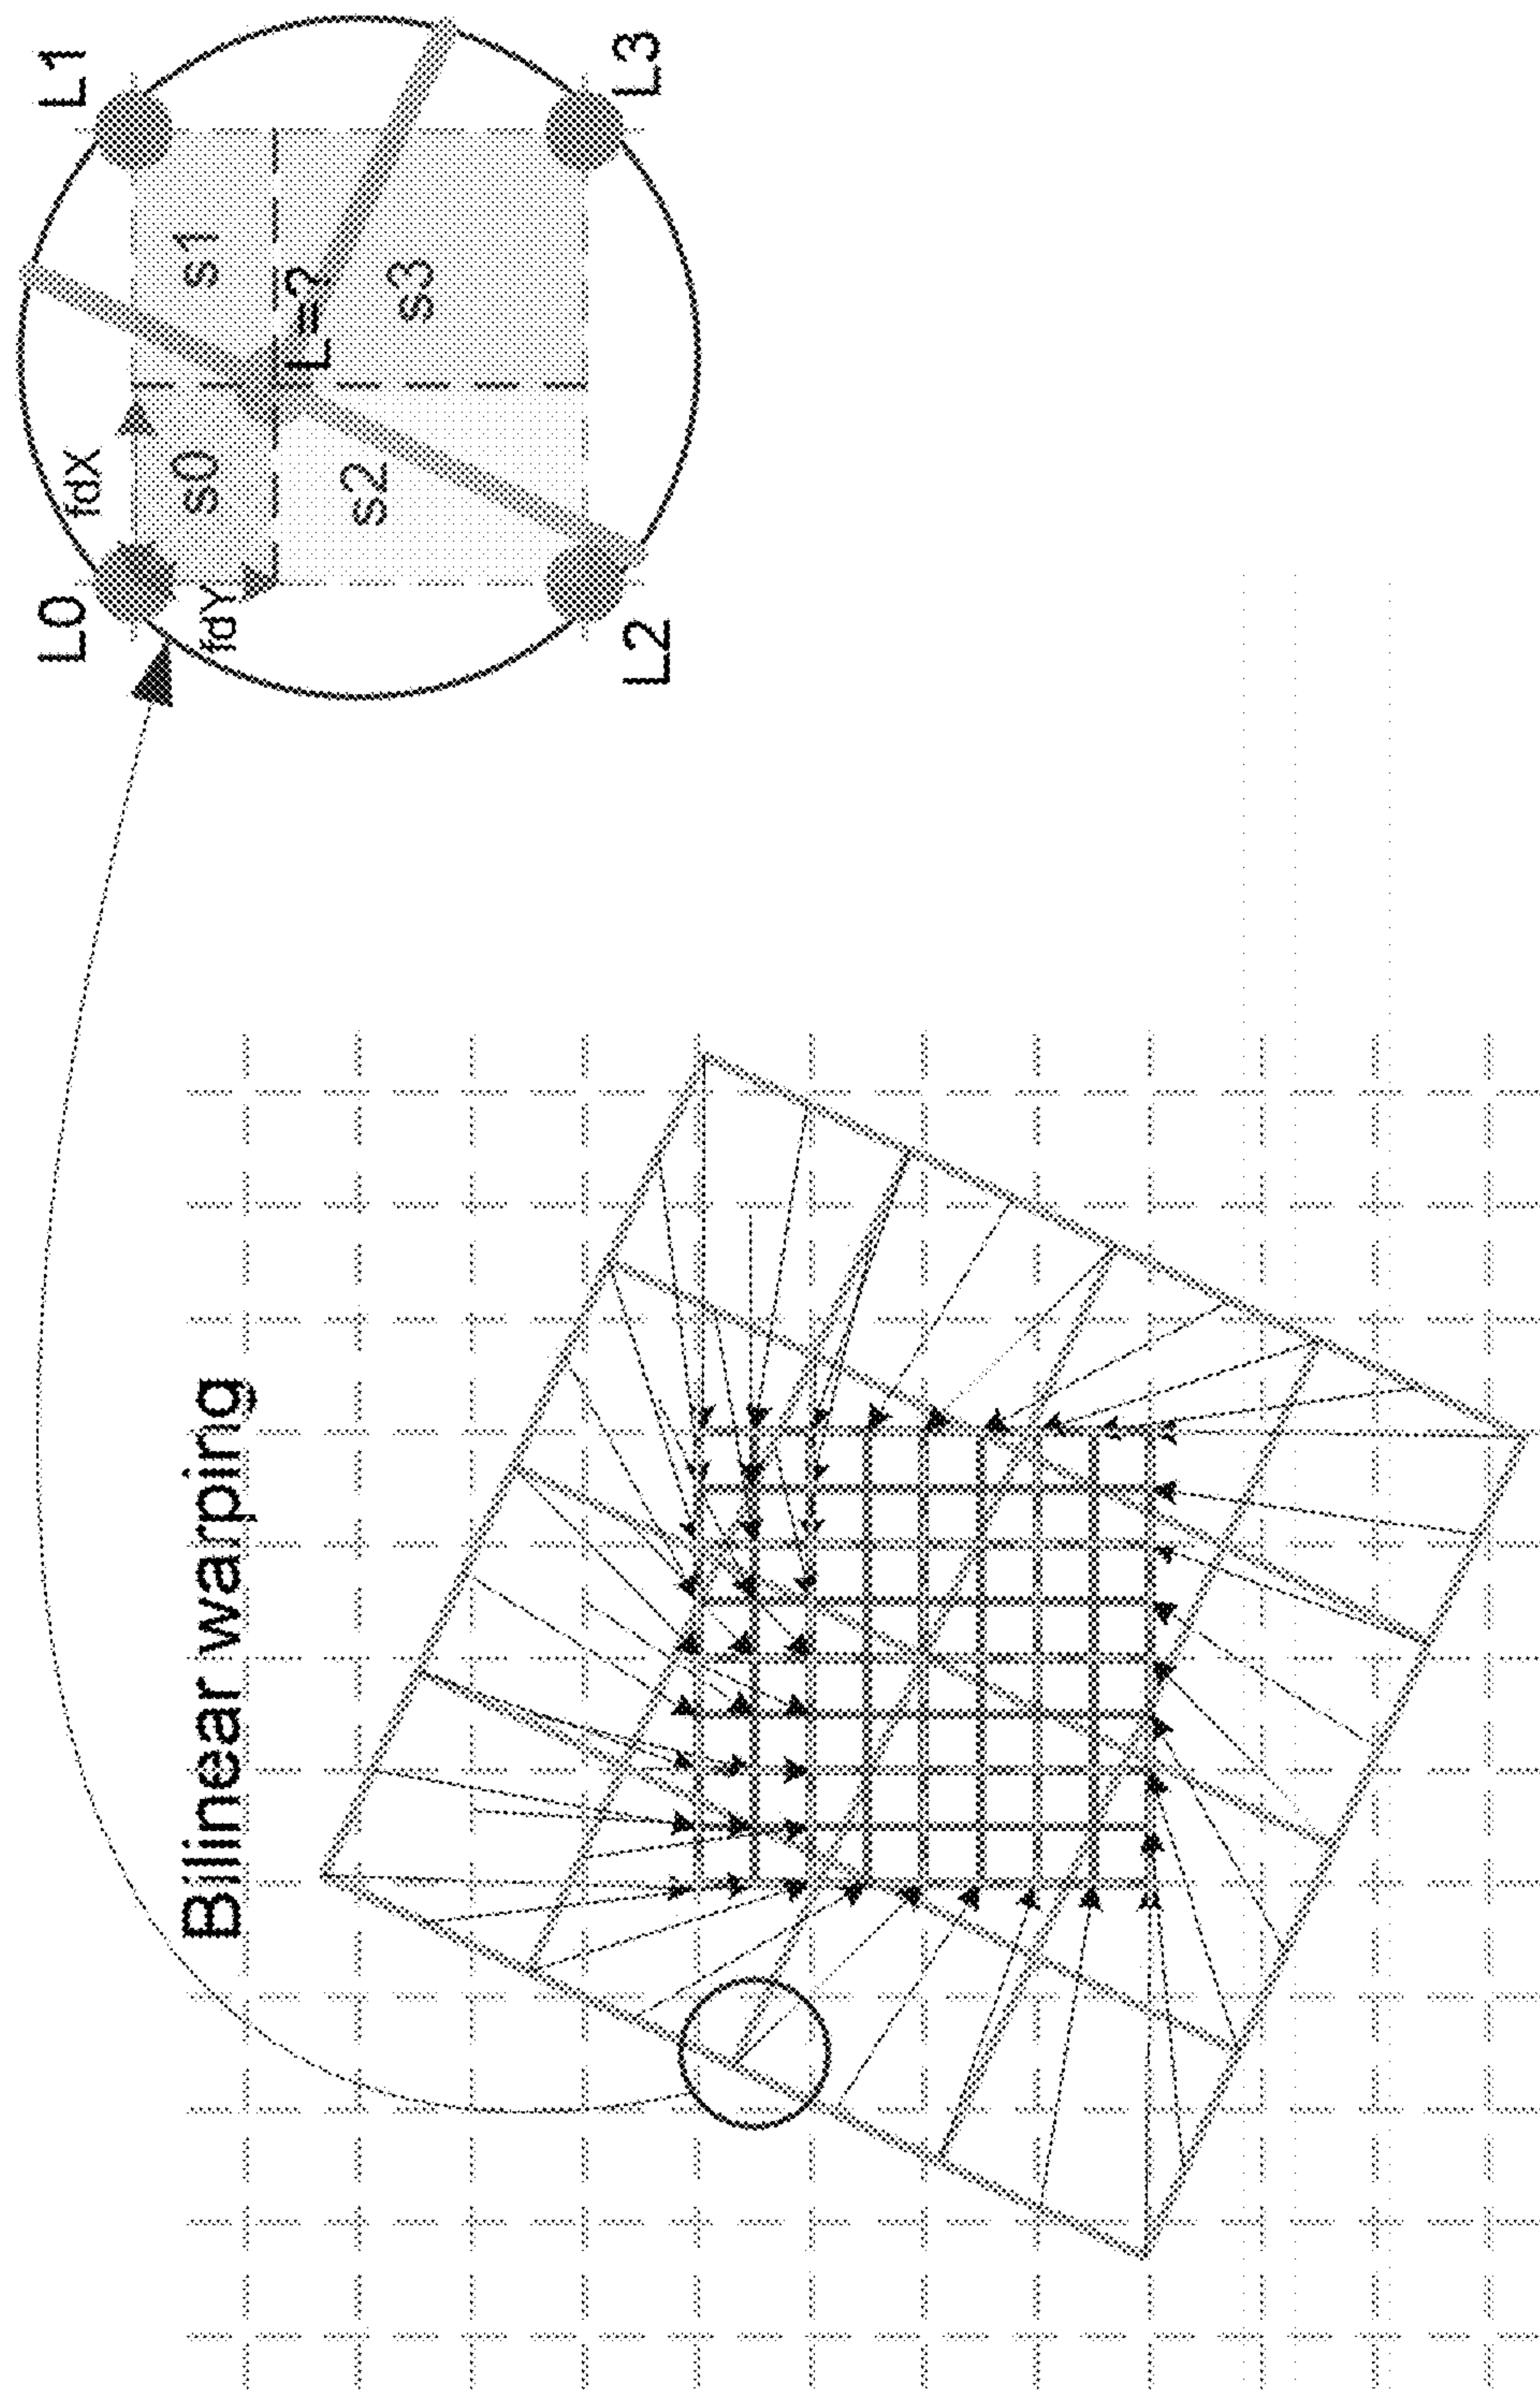 Bilinear warping
L0
L1
fdX
fdY
s0
s1
L=?
s2
s3
L2
L3